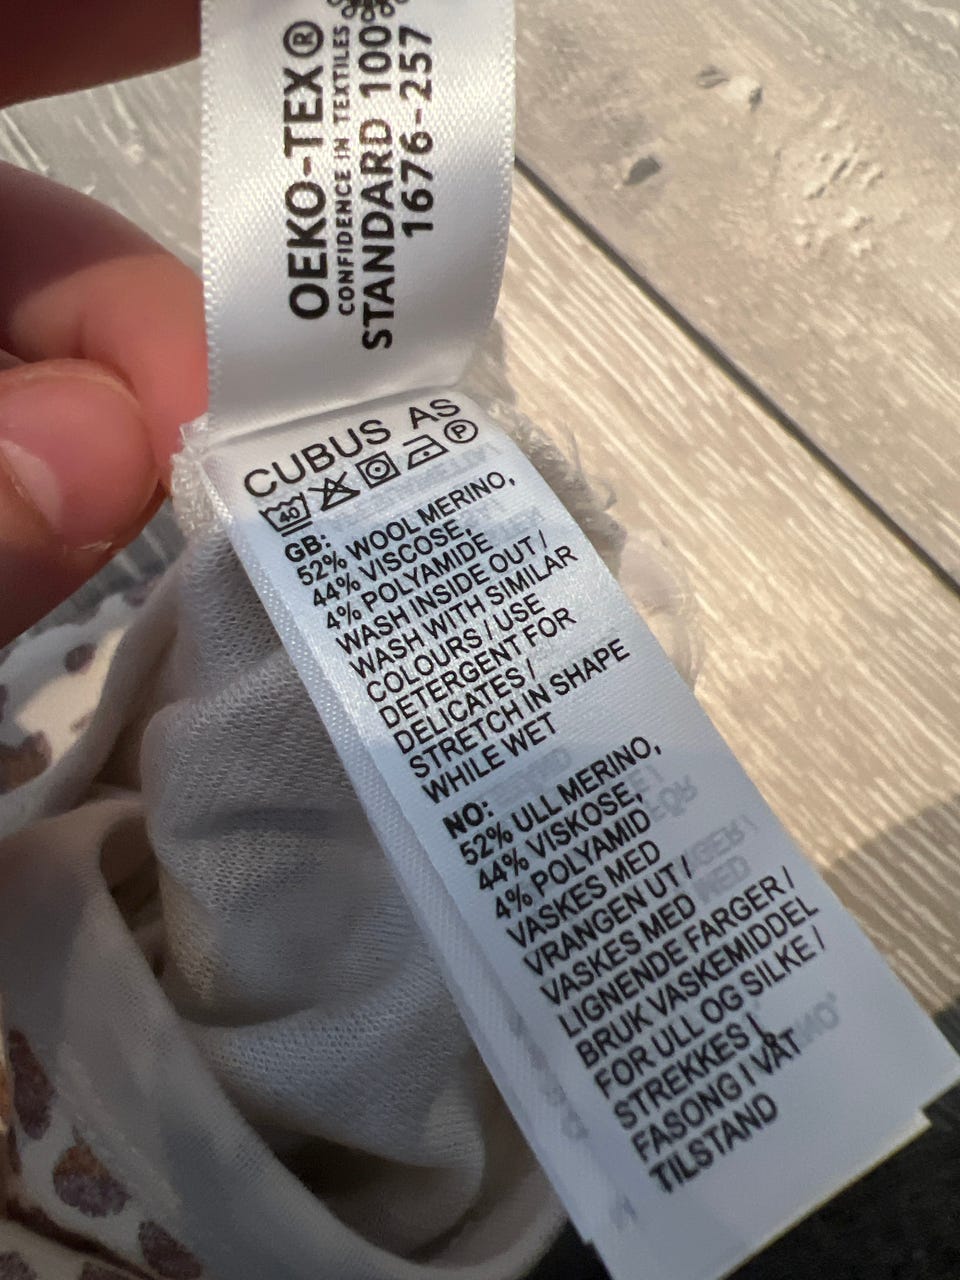 OEKO-TEX®
CONFIDENCE IN TEXTILES
STANDARD 100
1676-257
CUBUS AS
40 P
GB:
52% WOOL MERINO,
44% VISCOSE,
4% POLYAMIDE
WASH INSIDE OUT /
WASH WITH SIMILAR
COLOURS / USE
DETERGENT FOR
DELICATES /
STRETCH IN SHAPE
WHILE WET
NO:
52% ULL MERINO,
44% VISKOSE,
4% POLYAMID
VASKES MED
VRANGEN UT /
VASKES MED
LIGNENDE FARGER /
BRUK VASKEMIDDEL
FOR ULL OG SILKE /
STREKKES I
FASONG I VÅT
TILSTAND